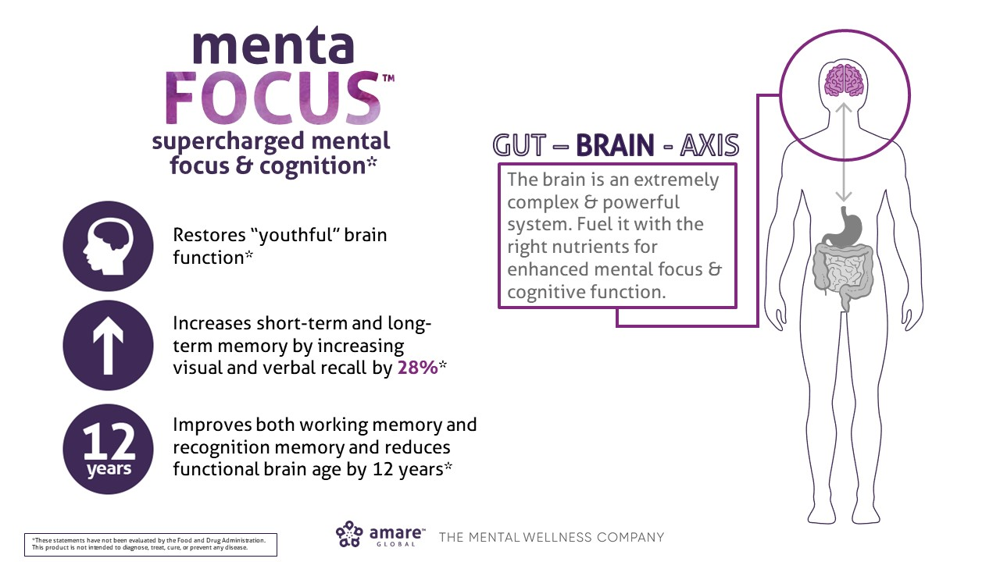 menta
FOCUS™
supercharged mental
focus & cognition*
Restores “youthful” brain
function*
Increases short-term and long-
term memory by increasing
visual and verbal recall by 28%*
12
years
Improves both working memory and
recognition memory and reduces
functional brain age by 12 years*
GUT – BRAIN - AXIS
The brain is an extremely
complex & powerful
system. Fuel it with the
right nutrients for
enhanced mental focus &
cognitive function.
*These statements have not been evaluated by the Food and Drug Administration.
This product is not intended to diagnose, treat, cure, or prevent any disease.
amare™
GLOBAL
THE MENTAL WELLNESS COMPANY